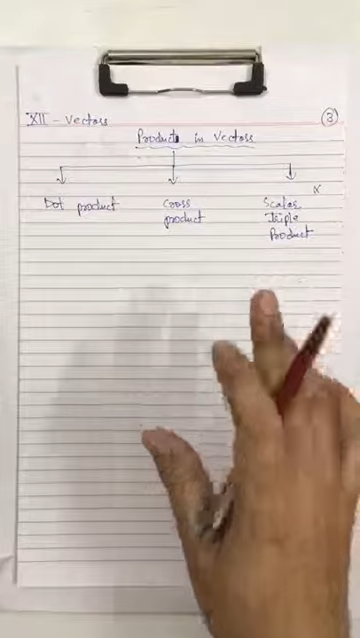 XII - Vectors
3
Products in Vectors
Dot product
Cross
product
x
Scalar
Triple
Product